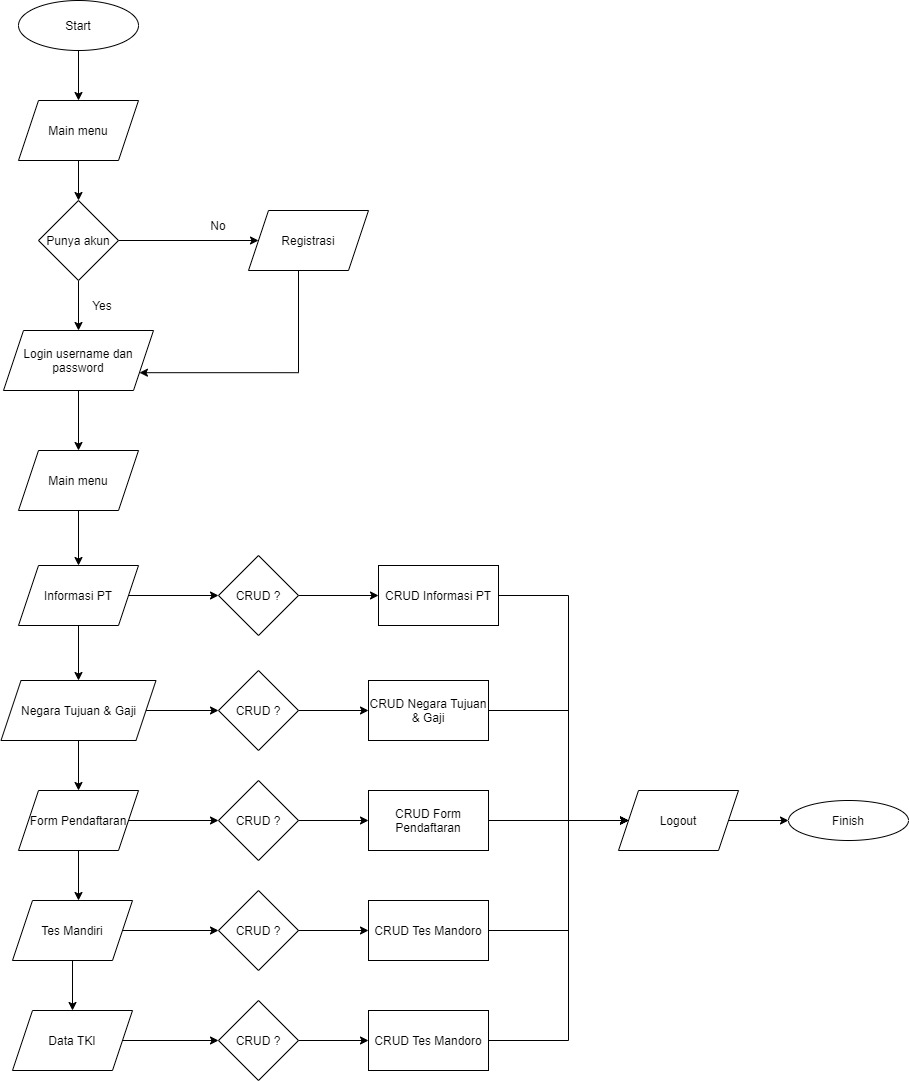 Start
Main menu
Punya akun
No
Registrasi
Yes
Login username dan
password
Main menu
Informasi PT
CRUD ?
CRUD Informasi PT
Negara Tujuan & Gaji
CRUD ?
CRUD Negara Tujuan
& Gaji
Form Pendaftaran
CRUD ?
CRUD Form
Pendaftaran
Logout
Finish
Tes Mandiri
CRUD ?
CRUD Tes Mandoro
Data TKI
CRUD ?
CRUD Tes Mandoro